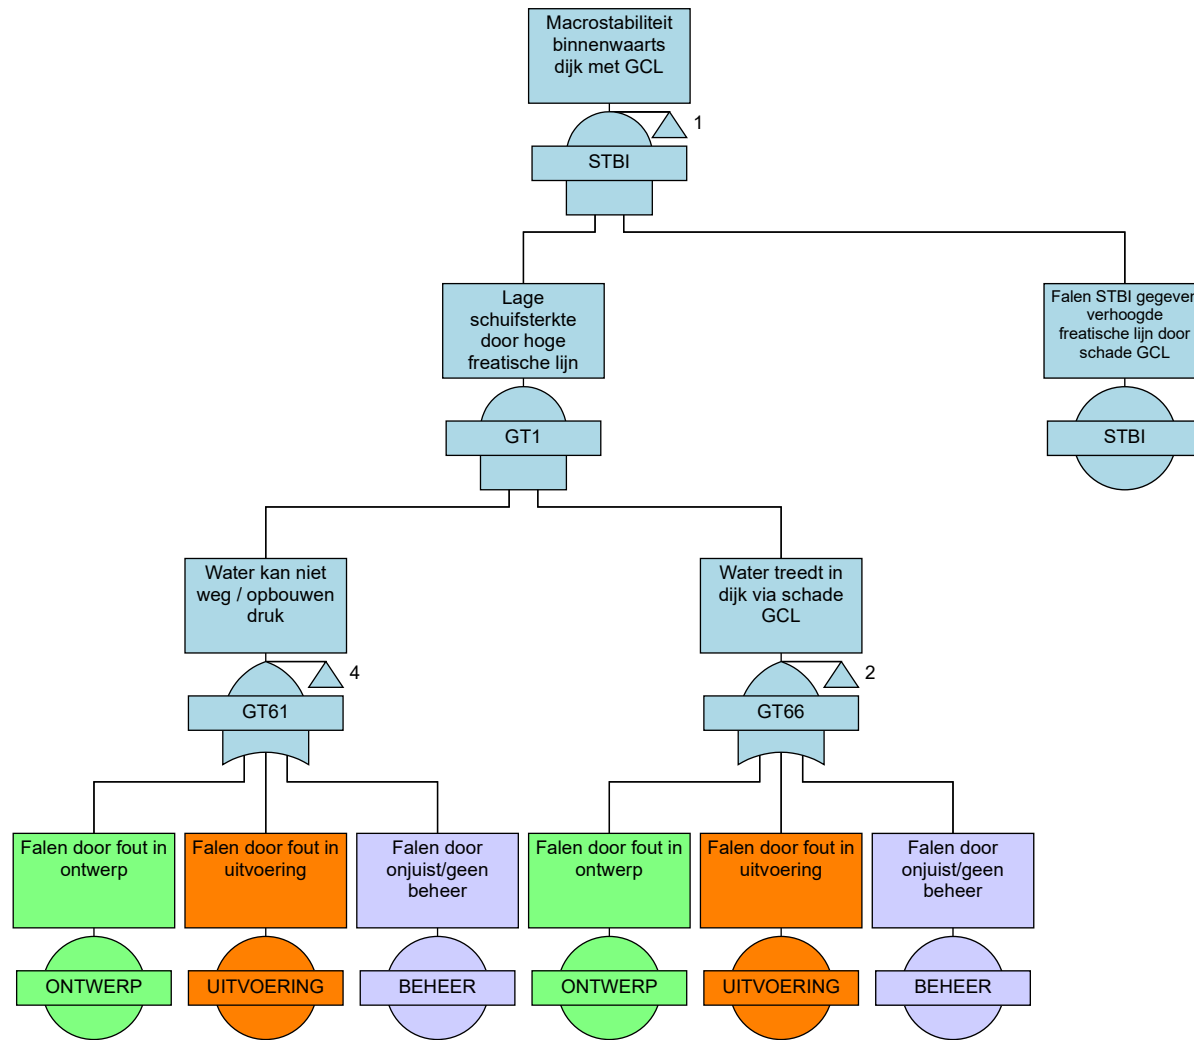 Macrostabiliteit
binnenwaarts
dijk met GCL
1
STBI
Lage
schuifsterkte
door hoge
freatische lijn
GT1
Falen STBI gegeven
verhoogde
freatische lijn door
schade GCL
STBI
Water kan niet
weg / opbouwen
druk
4
GT61
Water treedt in
dijk via schade
GCL
2
GT66
Falen door fout in
ontwerp
ONTWERP
Falen door fout in
uitvoering
UITVOERING
Falen door
onjuist/geen
beheer
BEHEER
Falen door fout in
ontwerp
ONTWERP
Falen door fout in
uitvoering
UITVOERING
Falen door
onjuist/geen
beheer
BEHEER